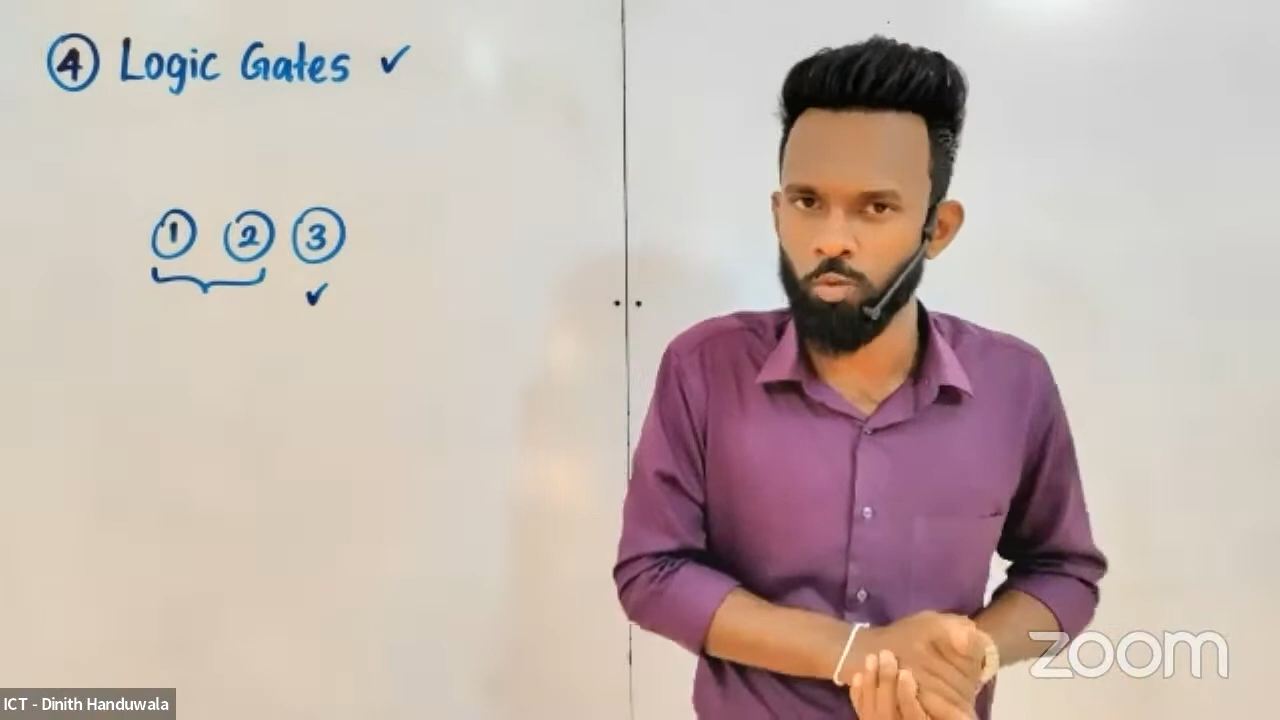 ④ Logic Gates ✓
① ② ③
✓
zoom
ICT - Dinith Handuwala